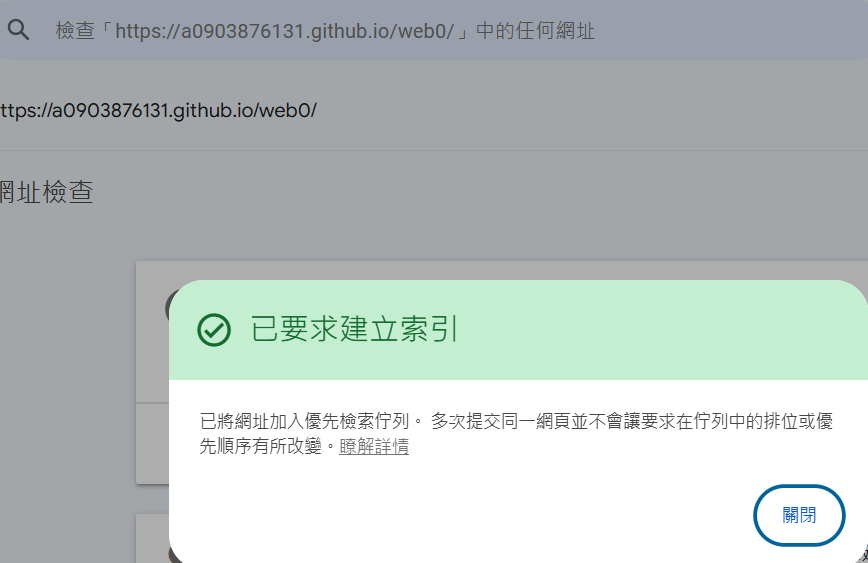 檢查「https://a0903876131.github.io/web0/」中的任何網址
ttps://a0903876131.github.io/web0/
網址檢查
已要求建立索引
已將網址加入優先檢索佇列。 多次提交同一網頁並不會讓要求在佇列中的排位或優
先順序有所改變。瞭解詳情
關閉